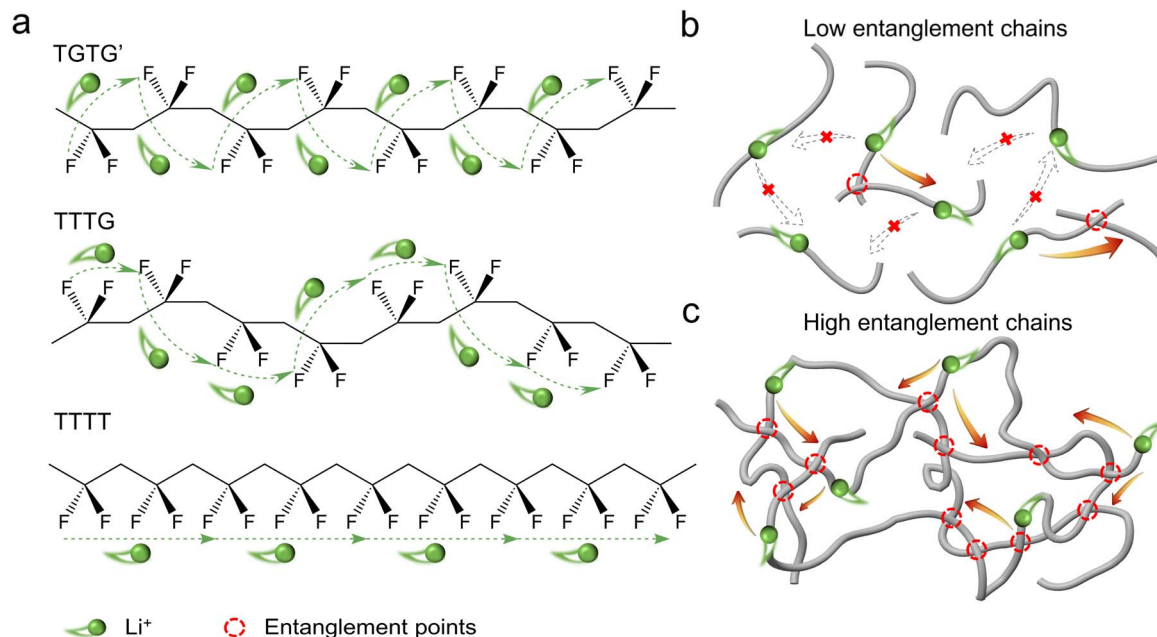 a
TGTG'
F F F F F F F F
F F F F F F F F
TTTG
F F F F
F F F F
F F F F
F F F F
TTTT
F F F F F F F F F F F F F F F F F F
Li+
Entanglement points
b
Low entanglement chains
c
High entanglement chains